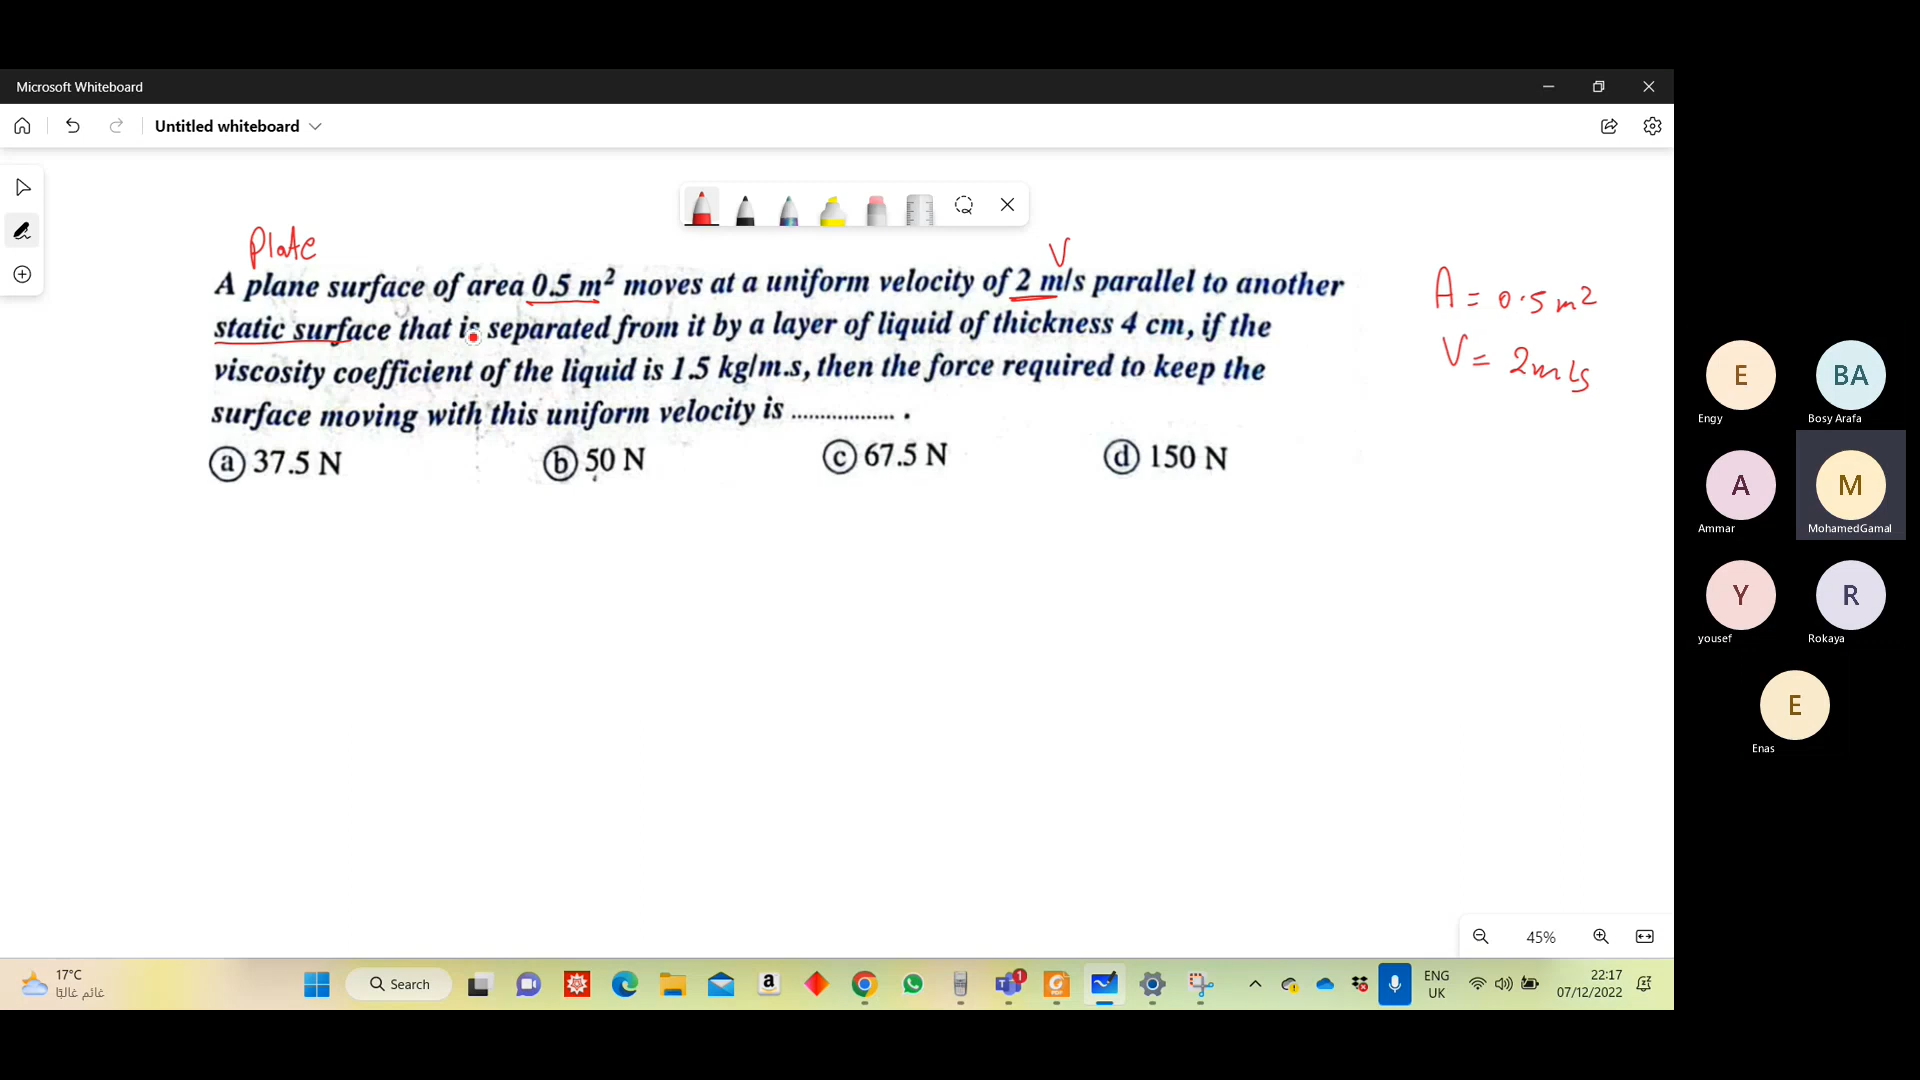 Microsoft Whiteboard
Untitled whiteboard
Plate
V
A plane surface of area 0.5 m² moves at a uniform velocity of 2 m/s parallel to another
static surface that is separated from it by a layer of liquid of thickness 4 cm, if the
viscosity coefficient of the liquid is 1.5 kg/m.s, then the force required to keep the
surface moving with this uniform velocity is .................. .
a 37.5 N b 50 N c 67.5 N d 150 N
A = 0.5 m2
V = 2 m/s
E BA
Engy Bosy Arafa
A M
Ammar MohamedGamal
Y R
yousef Rokaya
E
Enas
45%
17°C
غائم غالبًا
Search
a
1
ENG
UK
22:17
07/12/2022